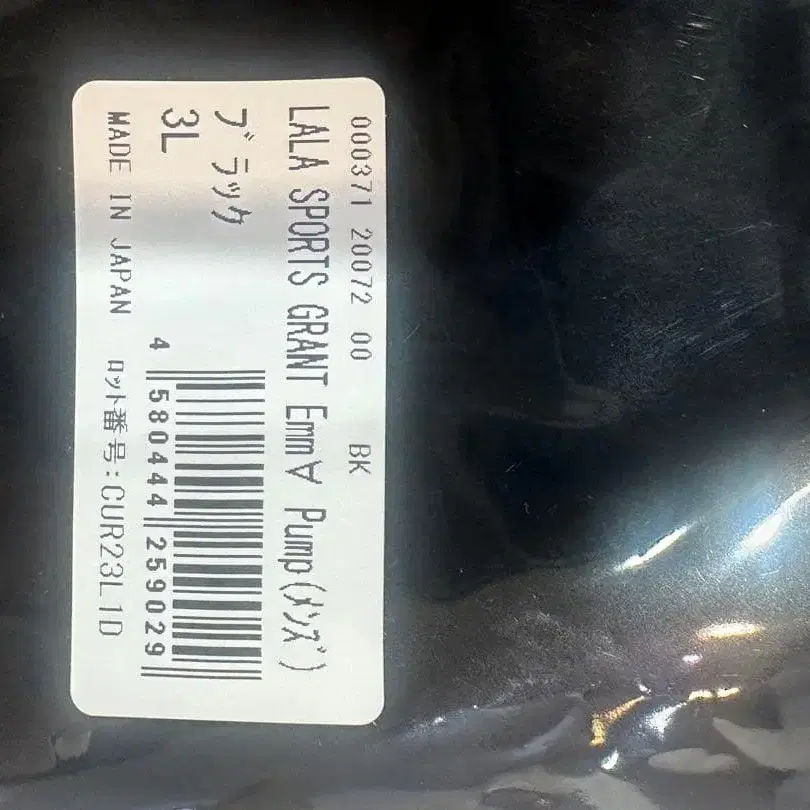 000371 20072 00 BK
LALA SPORTS GRANT Emm∀ Pump(ﾒﾝｽﾞ)
ﾌﾞﾗｯｸ
3L
4 580444 259029
MADE IN JAPAN ﾛｯﾄ番号:CUR23L1D